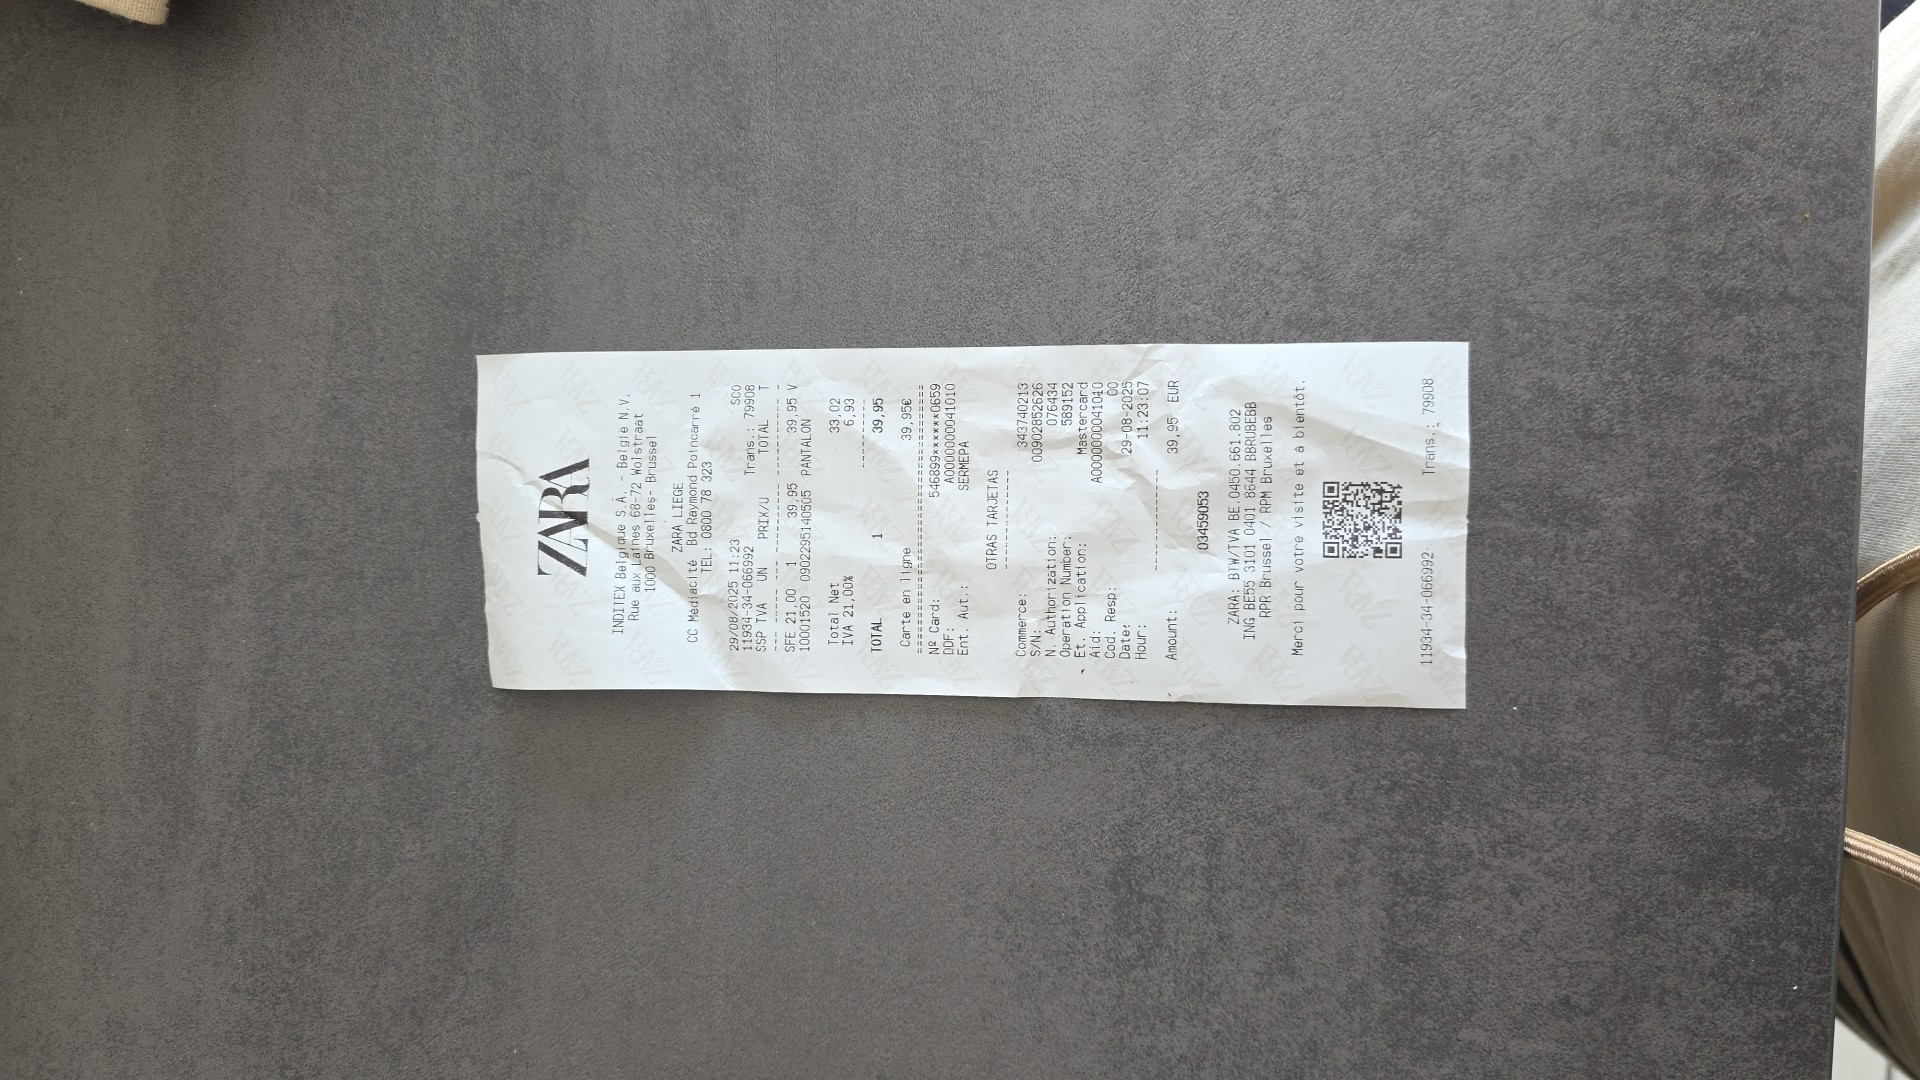 ZARA
INDITEX Belgique S.A. - Belgie N.V.
Rue aux Laines 68-72 Wolstraat
1000 Bruxelles- Brussel
ZARA LIEGE
CC Médiacité Bd Raymond Poincarré 1
TEL: 0800 78 323
29/08/2025 11:23 SCO
11934-34-066992 Trans.: 79908
SSP TVA UN PRIX/U TOTAL T
SFE 21,00 1 39,95 39,95 V
10001520 0902295140505 PANTALON
Total Net 33,02
IVA 21,00% 6,93
TOTAL 1 39,95
Carte en ligne 39,95€
Nº Card: 546899******0659
DDF: A0000000041010
Ent. Aut.: SERMEPA
OTRAS TARJETAS
Commerce: 343740213
S/N: 00902862626
N. Authorization: 076434
Operation Number: 589152
Et. Application: Mastercard
Aid: A0000000041010
Cod. Resp: 00
Date: 29-08-2025
Hour: 11:23:07
Amount: 39,95 EUR
03459053
ZARA: BTW/TVA BE.0450.661.802
ING BE55 3101 0401 8644 BBRUBEBB
RPR Brussel / RPM Bruxelles
Merci pour votre visite et à bientôt.
11934-34-066992 Trans.: 79908